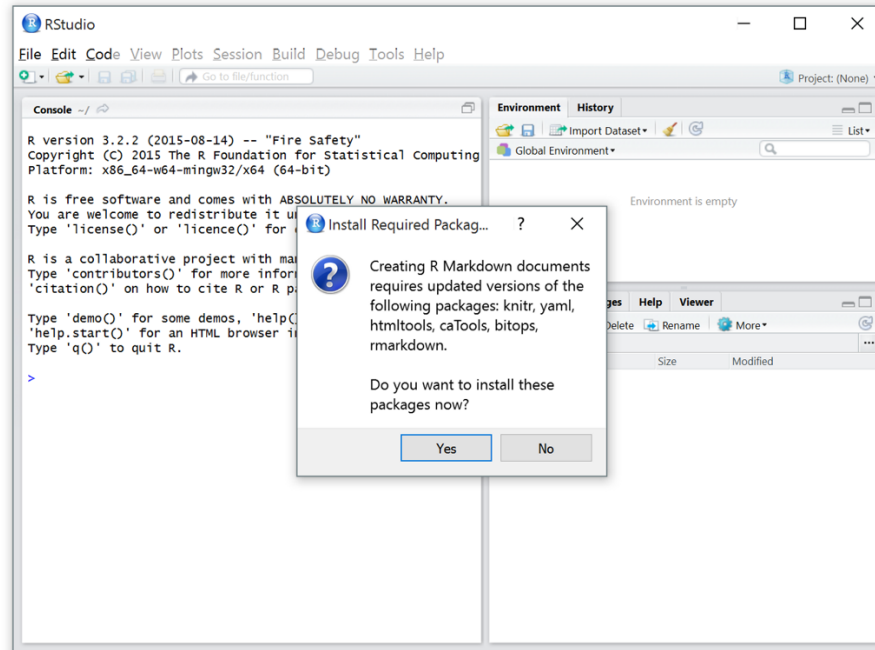 RStudio
File Edit Code View Plots Session Build Debug Tools Help
Go to file/function
Project: (None)
Console ~/
R version 3.2.2 (2015-08-14) -- "Fire Safety"
Copyright (C) 2015 The R Foundation for Statistical Computing
Platform: x86_64-w64-mingw32/x64 (64-bit)
R is free software and comes with ABSOLUTELY NO WARRANTY.
You are welcome to redistribute it
Type 'license()' or 'licence()' for
R is a collaborative project with
Type 'contributors()' for more
'citation()' on how to cite R or R
Type 'demo()' for some demos, 'help(
'help.start()' for an HTML browser
Type 'q()' to quit R.
>
Environment History
Import Dataset List
Global Environment
Environment is empty
Help Viewer
Delete Rename More
Size Modified
Install Required Packag... ?
Creating R Markdown documents
requires updated versions of the
following packages: knitr, yaml,
htmltools, caTools, bitops,
rmarkdown.
Do you want to install these
packages now?
Yes No